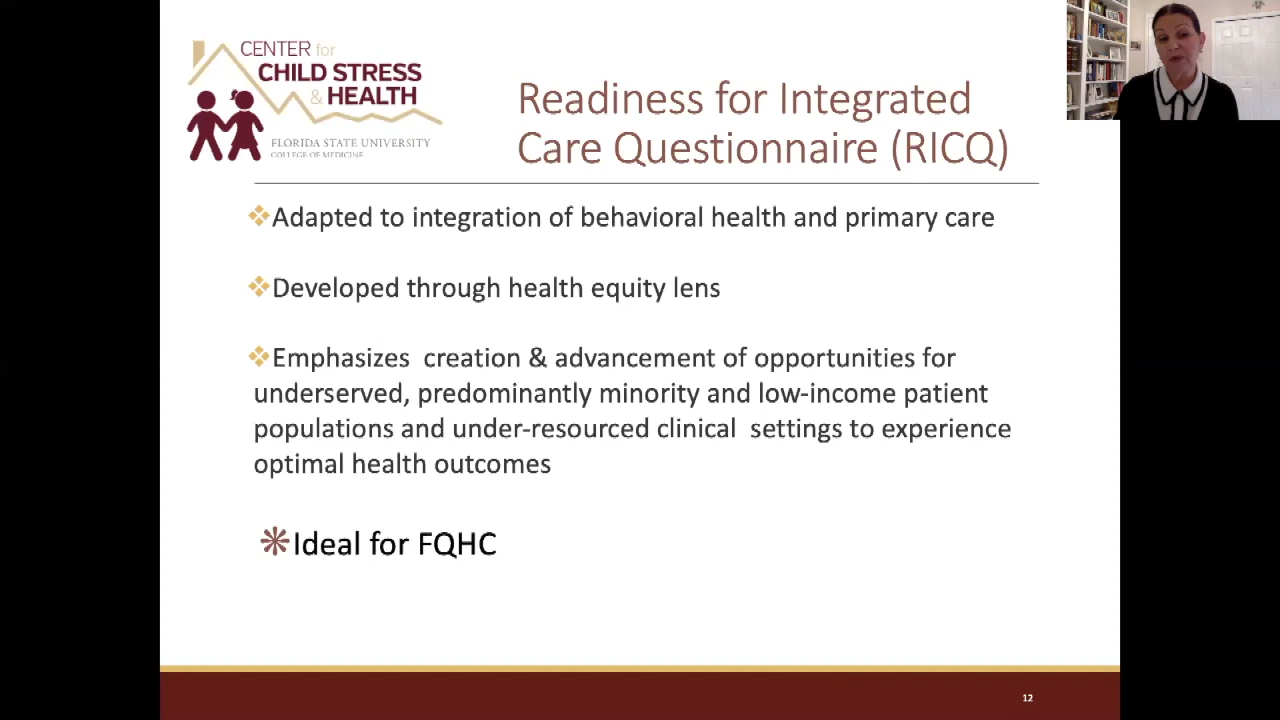 CENTER for
CHILD STRESS
& HEALTH
FLORIDA STATE UNIVERSITY
COLLEGE OF MEDICINE
Readiness for Integrated
Care Questionnaire (RICQ)
Adapted to integration of behavioral health and primary care
Developed through health equity lens
Emphasizes creation & advancement of opportunities for
underserved, predominantly minority and low-income patient
populations and under-resourced clinical settings to experience
optimal health outcomes
Ideal for FQHC
12